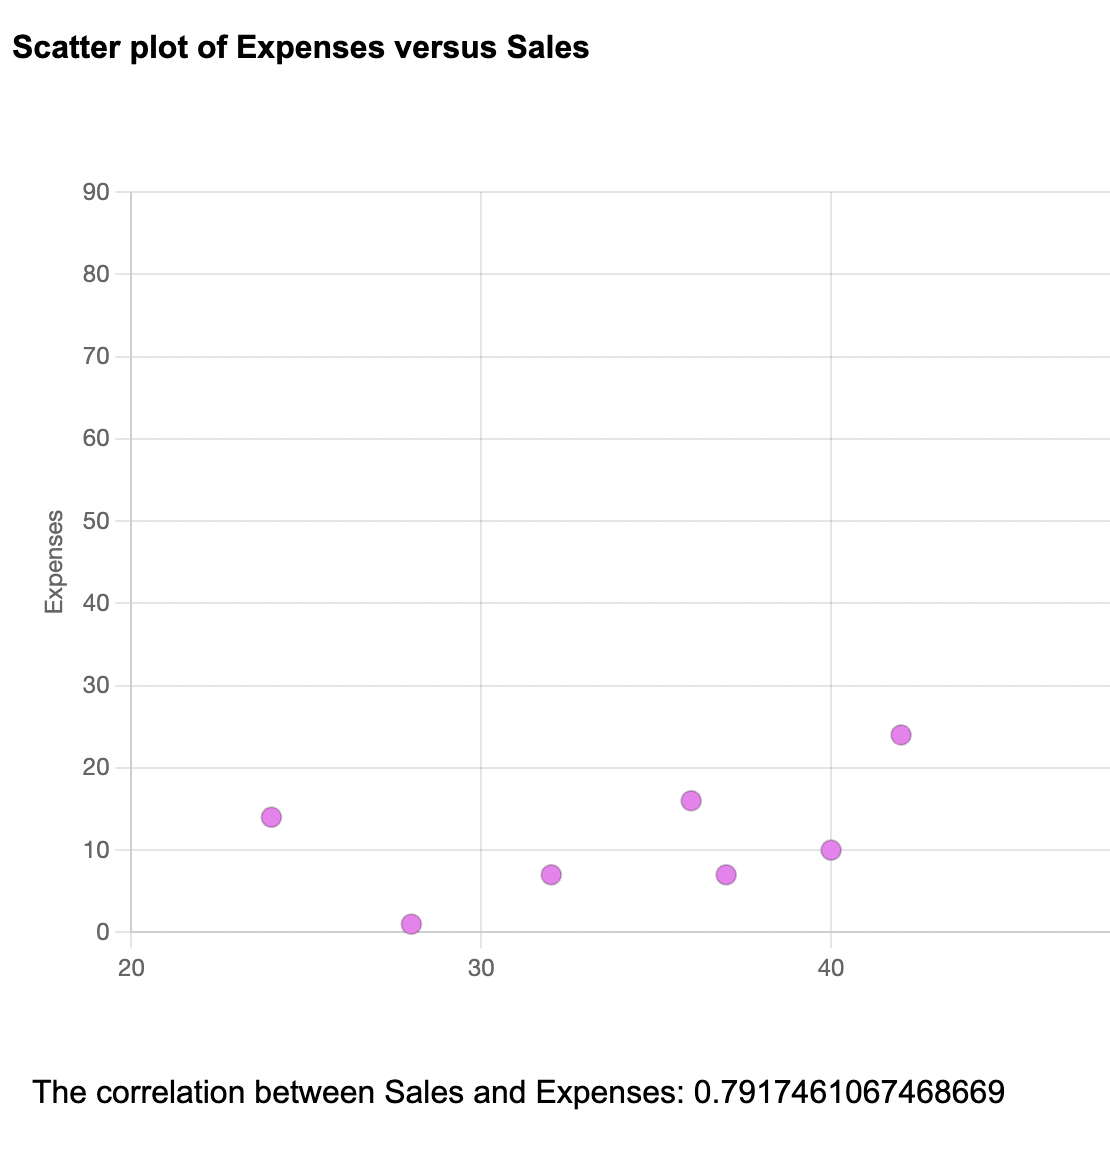 Scatter plot of Expenses versus Sales
90
80
70
60
50
Expenses
40
30
20
10
0
20 30 40
The correlation between Sales and Expenses: 0.7917461067468669